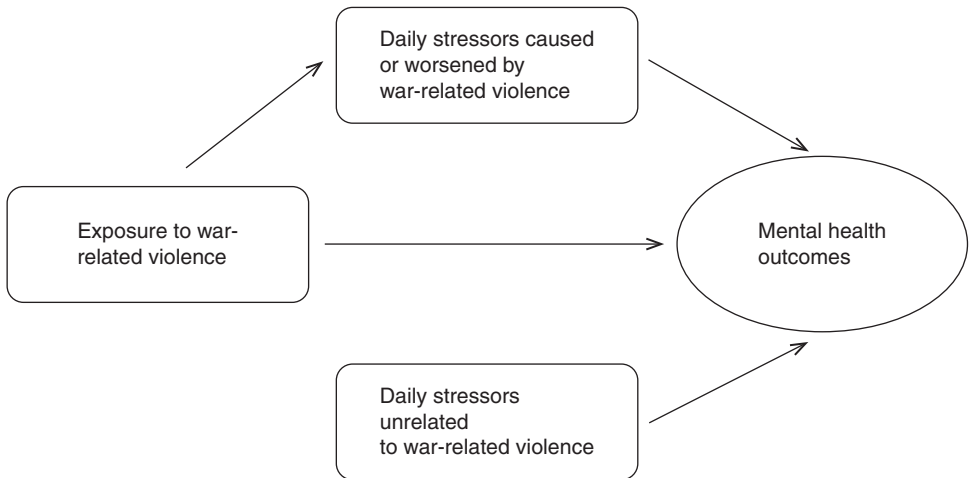 Daily stressors caused
or worsened by
war-related violence
Exposure to war-
related violence
Mental health
outcomes
Daily stressors
unrelated
to war-related violence